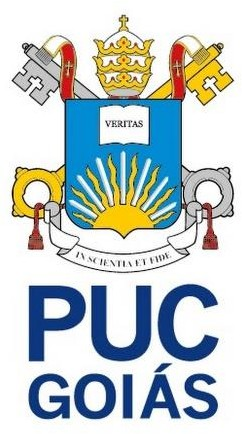 VERITAS
IN SCIENTIA ET FIDE
PUC
GOIÁS